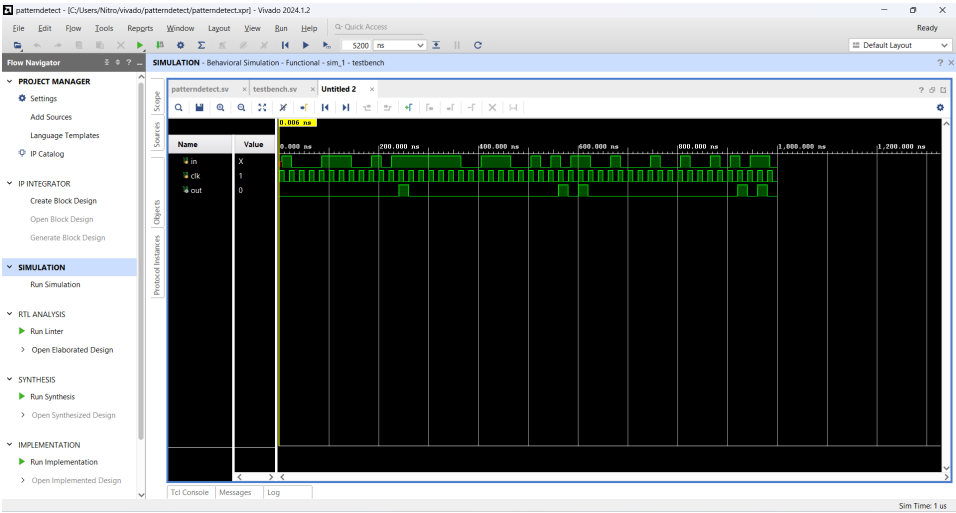 patterndetect - [C:/Users/Nitro/vivado/patterndetect/patterndetect.xpr] - Vivado 2024.1.2
File Edit Flow Tools Reports Window Layout View Run Help Q- Quick Access
Ready
5200 ns
Default Layout
Flow Navigator
SIMULATION - Behavioral Simulation - Functional - sim_1 - testbench
PROJECT MANAGER
Settings
Add Sources
Language Templates
IP Catalog
IP INTEGRATOR
Create Block Design
Open Block Design
Generate Block Design
SIMULATION
Run Simulation
RTL ANALYSIS
Run Linter
Open Elaborated Design
SYNTHESIS
Run Synthesis
Open Synthesized Design
IMPLEMENTATION
Run Implementation
Open Implemented Design
Scope
Sources
Objects
Protocol Instances
patterndetect.sv testbench.sv Untitled 2
0.006 ns
Name Value
0.000 ns 200.000 ns 400.000 ns 600.000 ns 800.000 ns 1,000.000 ns 1,200.000 ns
in X
clk 1
out 0
Tcl Console Messages Log
Sim Time: 1 us